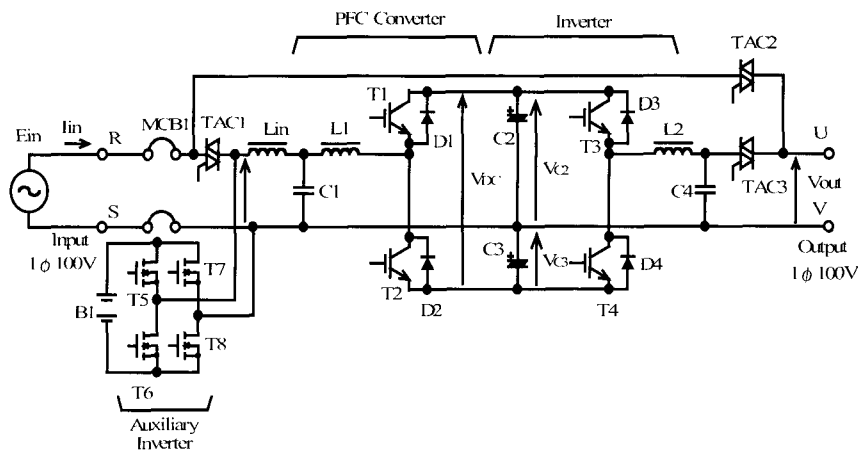 PFC Converter
Inverter
TAC2
Ein
Iin
R
MCB1
TAC1
Lin
L1
T1
D1
C2
D3
T3
L2
U
C1
VDC
VC2
C4
TAC3
Vout
S
V
Input
1ϕ 100V
T7
T5
B1
T8
T6
T2
D2
C3
VC3
D4
T4
Output
1ϕ 100V
Auxiliary
Inverter